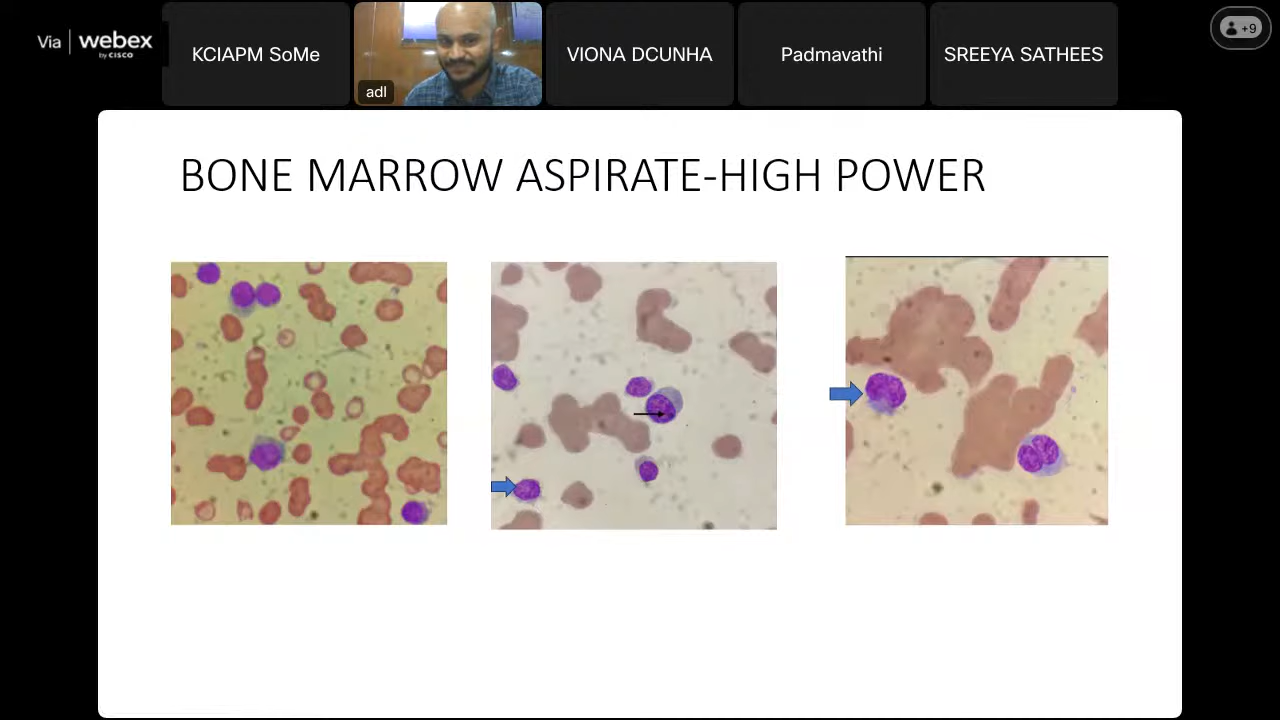 Via webex
by CISCO
KCIAPM SoMe
adl
VIONA DCUNHA
Padmavathi
SREEYA SATHEES
+9
BONE MARROW ASPIRATE-HIGH POWER